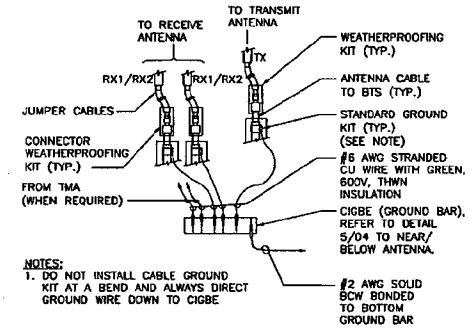 TO RECEIVE
ANTENNA
TO TRANSMIT
ANTENNA
TX
WEATHERPROOFING
KIT (TYP.)
RX1/RX2
RX1/RX2
ANTENNA CABLE
TO BTS (TYP.)
JUMPER CABLES
STANDARD GROUND
KIT (TYP.)
(SEE NOTE)
CONNECTOR
WEATHERPROOFING
KIT (TYP.)
#6 AWG STRANDED
CU WIRE WITH GREEN,
600V, THWN
INSULATION
FROM TMA
(WHEN REQUIRED)
CIGBE (GROUND BAR),
REFER TO DETAIL
5/04 TO NEAR/
BELOW ANTENNA.
NOTES:
1. DO NOT INSTALL CABLE GROUND
KIT AT A BEND AND ALWAYS DIRECT
GROUND WIRE DOWN TO CIGBE
#2 AWG SOLID
BCW BONDED
TO BOTTOM
GROUND BAR